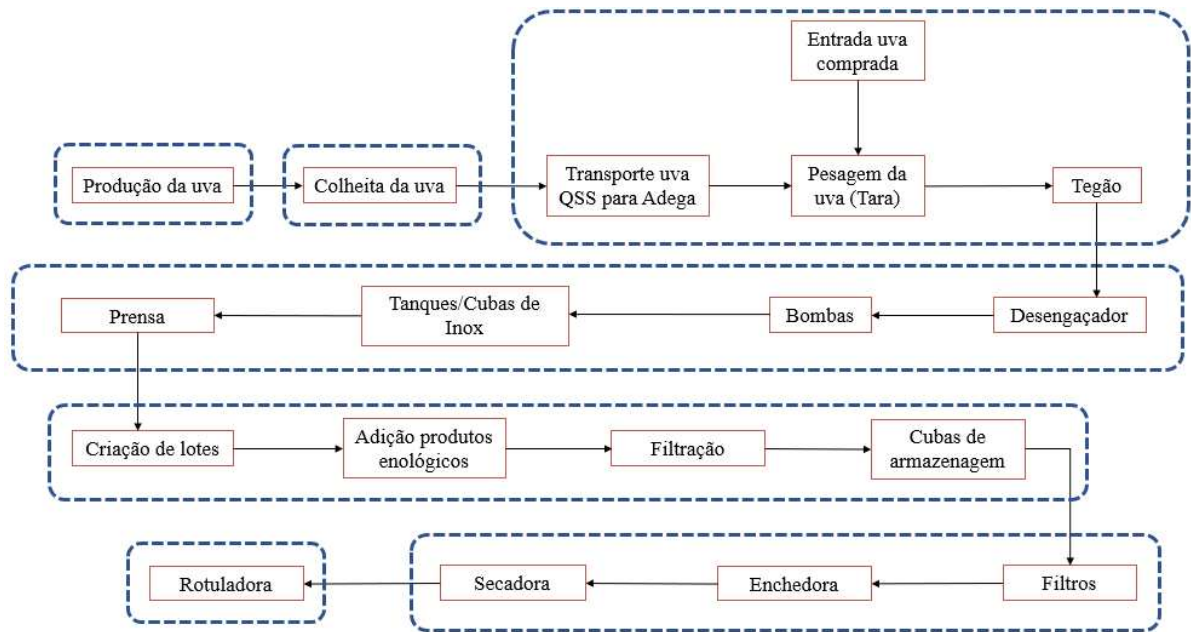 Entrada uva
comprada
Produção da uva
Colheita da uva
Transporte uva
QSS para Adega
Pesagem da
uva (Tara)
Tegão
Prensa
Tanques/Cubas de
Inox
Bombas
Desengaçador
Criação de lotes
Adição produtos
enológicos
Filtração
Cubas de
armazenagem
Rotuladora
Secadora
Enchedora
Filtros